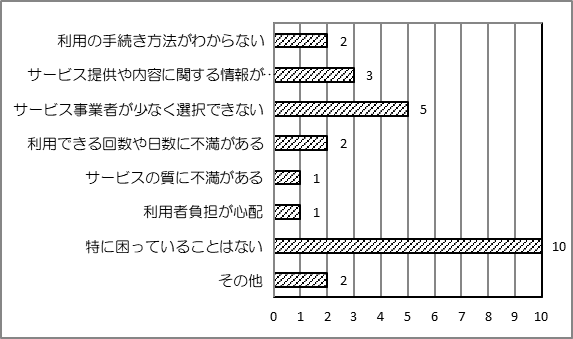 利用の手続き方法がわからない 2
サービス提供や内容に関する情報が… 3
サービス事業者が少なく選択できない 5
利用できる回数や日数に不満がある 2
サービスの質に不満がある 1
利用者負担が心配 1
特に困っていることはない 10
その他 2
0 1 2 3 4 5 6 7 8 9 10